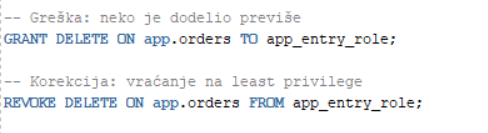 -- Greška: neko je dodelio previše
GRANT DELETE ON app.orders TO app_entry_role;
-- Korekcija: vraćanje na least privilege
REVOKE DELETE ON app.orders FROM app_entry_role;